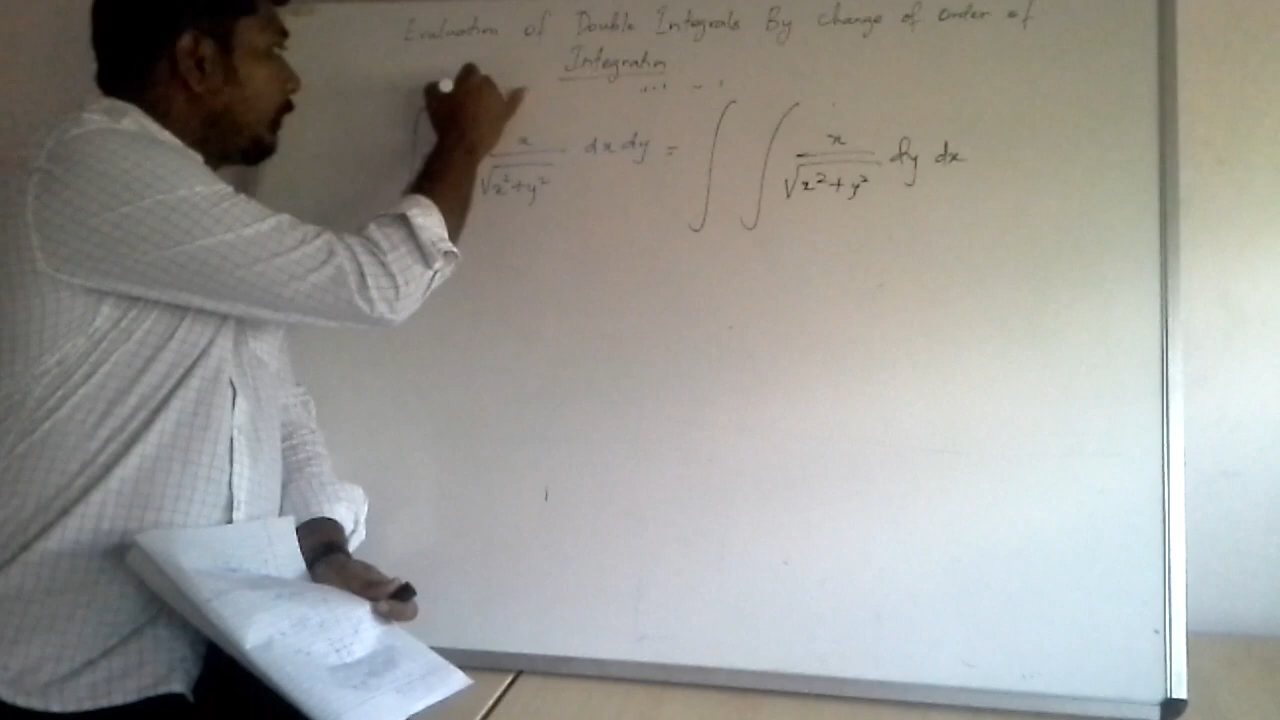 Evaluation of Double Integrals By change of order of
Integration
∫ x/√(x²+y²) dx dy = ∫ ∫ x/√(x²+y²) dy dx